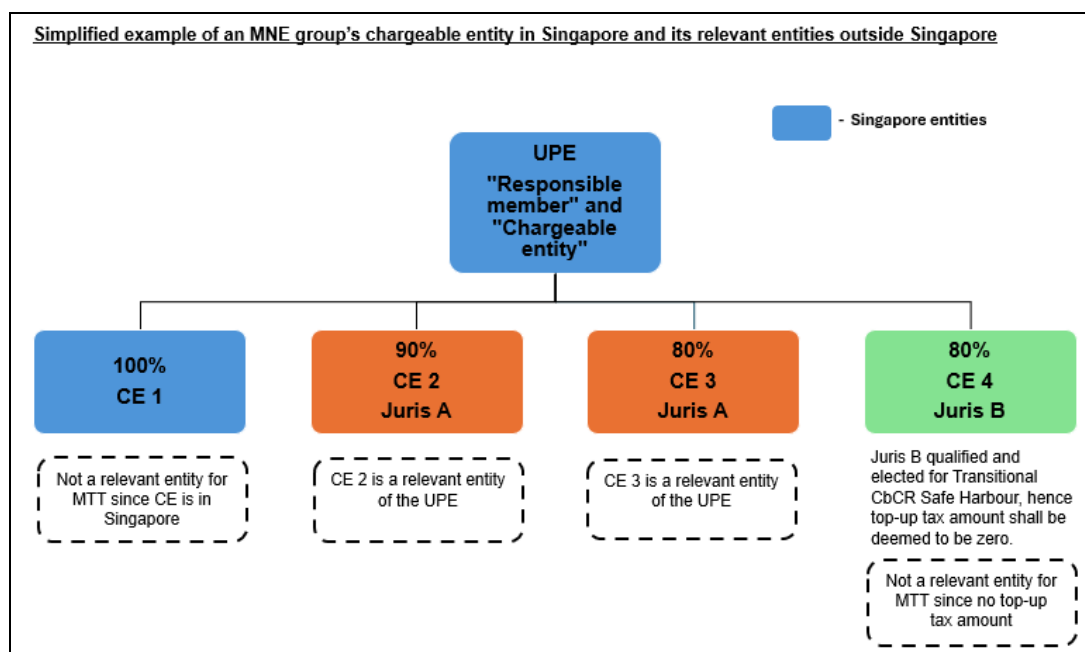 Simplified example of an MNE group's chargeable entity in Singapore and its relevant entities outside Singapore
- Singapore entities
UPE
"Responsible
member" and
"Chargeable
entity"
100%
CE 1
90%
CE 2
Juris A
80%
CE 3
Juris A
80%
CE 4
Juris B
Not a relevant entity for
MTT since CE is in
Singapore
CE 2 is a relevant entity
of the UPE
CE 3 is a relevant entity
of the UPE
Juris B qualified and
elected for Transitional
CbCR Safe Harbour, hence
top-up tax amount shall be
deemed to be zero.
Not a relevant entity for
MTT since no top-up
tax amount